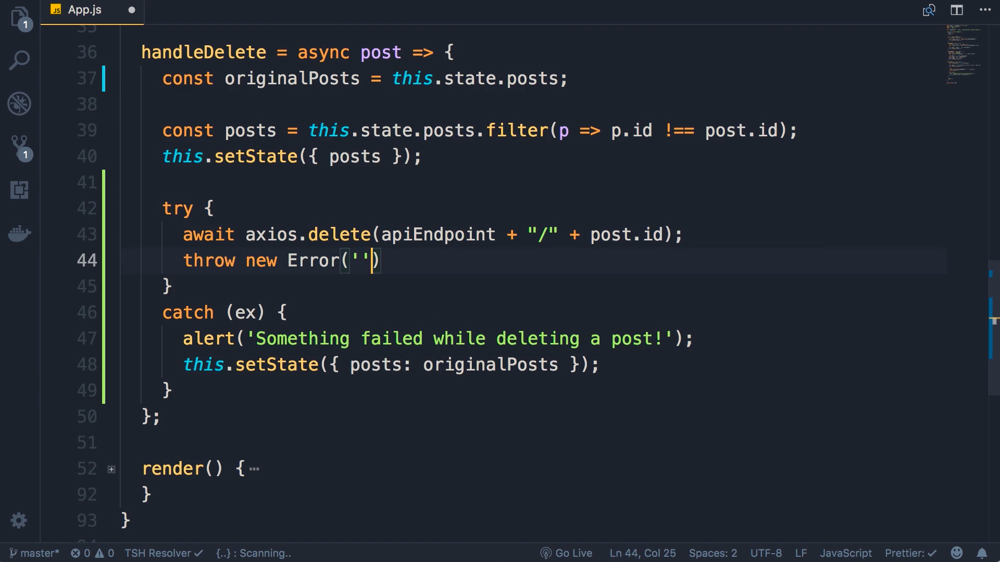 1
JS App.js
35
36 handleDelete = async post => {
37 const originalPosts = this.state.posts;
38
39 const posts = this.state.posts.filter(p => p.id !== post.id);
40 this.setState({ posts });
41
42 try {
43 await axios.delete(apiEndpoint + "/" + post.id);
44 throw new Error('')
45 }
46 catch (ex) {
47 alert('Something failed while deleting a post!');
48 this.setState({ posts: originalPosts });
49 }
50 };
51
52 render() {⋯
92 }
93 }
1
master* 0 0 TSH Resolver ✓ {..} : Scanning.. Go Live Ln 44, Col 25 Spaces: 2 UTF-8 LF JavaScript Prettier: ✓